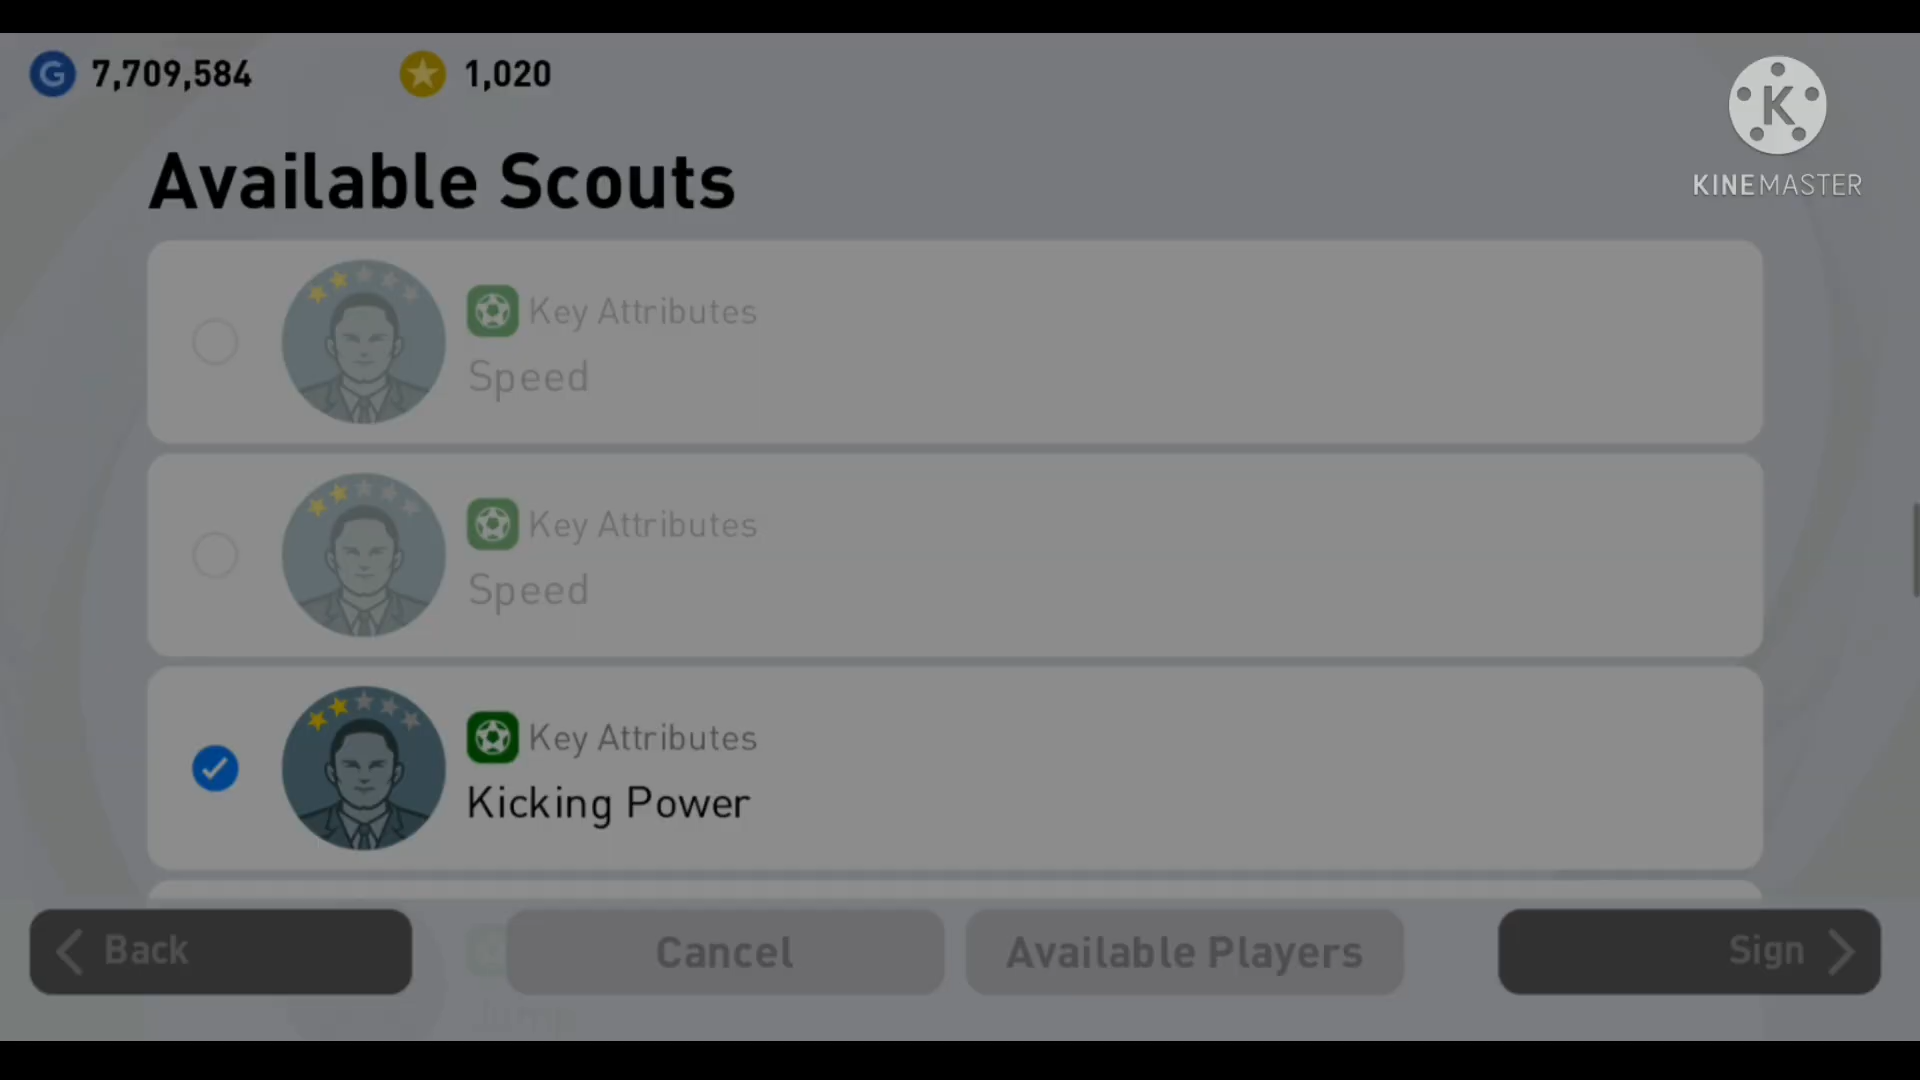 G 7,709,584
1,020
K
KINEMASTER
Available Scouts
Key Attributes
Speed
Key Attributes
Speed
Key Attributes
Kicking Power
Back
Cancel
Available Players
Sign
Jump